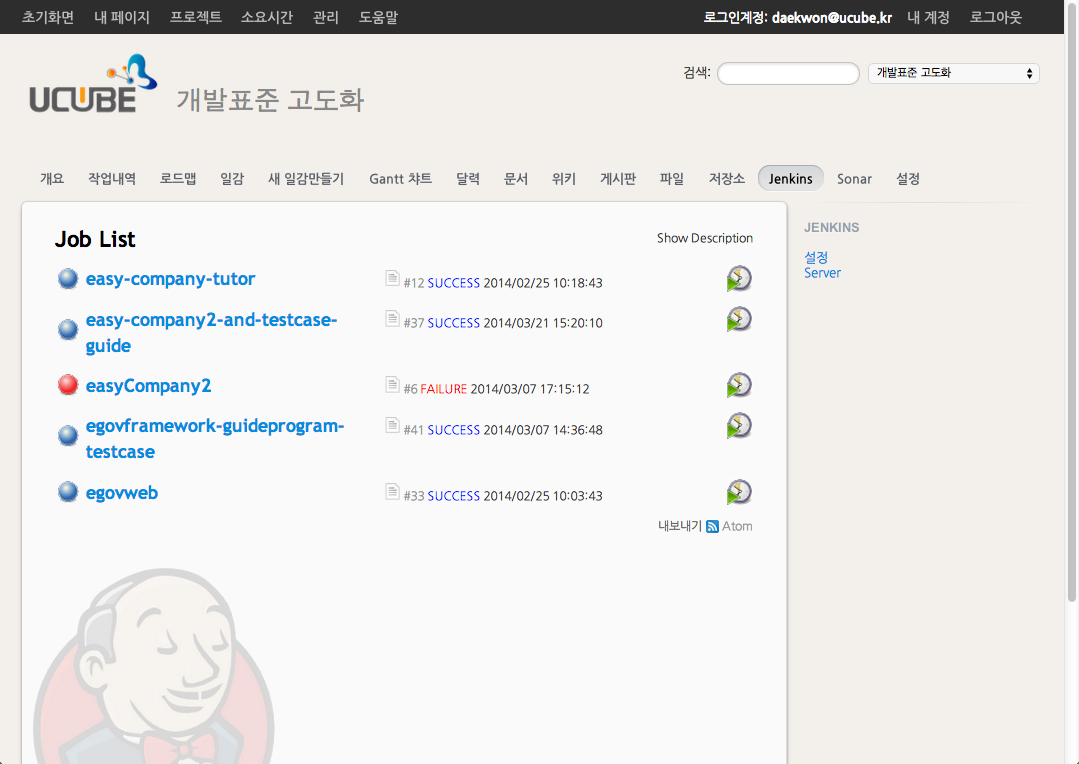 초기화면 내 페이지 프로젝트 소요시간 관리 도움말 로그인계정: daekwon@ucube.kr 내 계정 로그아웃
UCUBE 개발표준 고도화
검색: 개발표준 고도화
개요 작업내역 로드맵 일감 새 일감만들기 Gantt 챠트 달력 문서 위키 게시판 파일 저장소 Jenkins Sonar 설정
Job List
Show Description
easy-company-tutor #12 SUCCESS 2014/02/25 10:18:43
easy-company2-and-testcase-
guide
#37 SUCCESS 2014/03/21 15:20:10
easyCompany2 #6 FAILURE 2014/03/07 17:15:12
egovframework-guideprogram-
testcase
#41 SUCCESS 2014/03/07 14:36:48
egovweb #33 SUCCESS 2014/02/25 10:03:43
내보내기 Atom
JENKINS
설정
Server